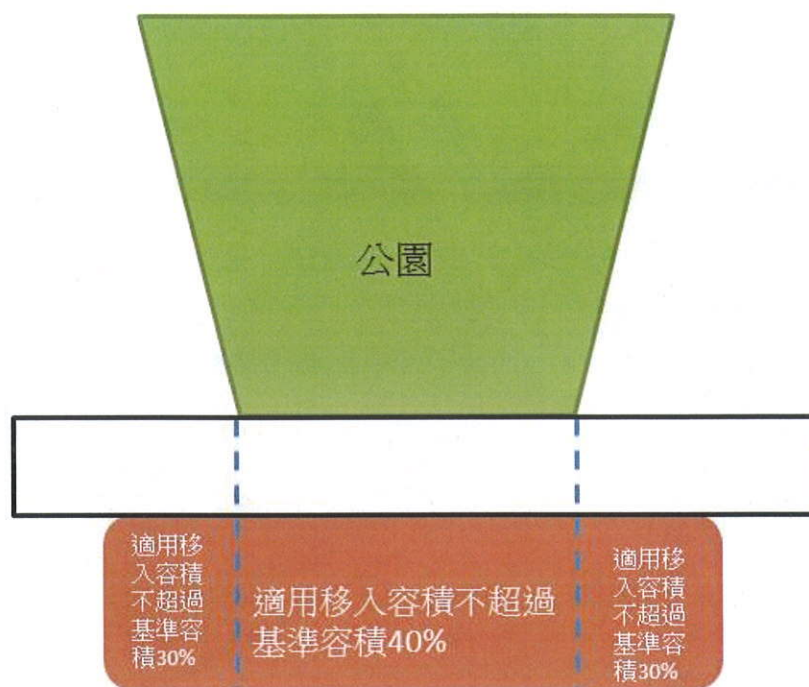 公園
適用移
入容積
不超過
基準容
積30%
適用移入容積不超過
基準容積40%
適用移
入容積
不超過
基準容
積30%